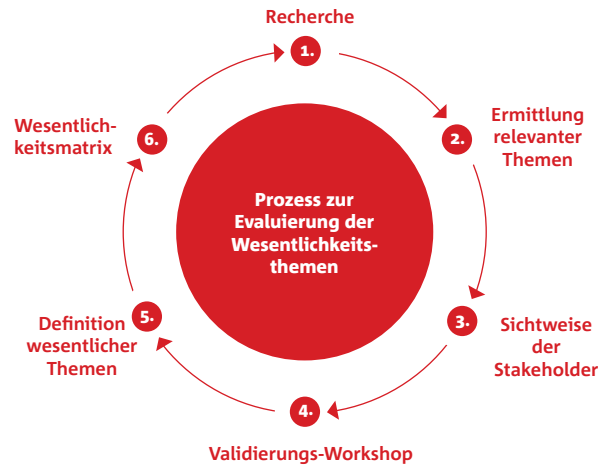 Recherche
1.
Ermittlung
relevanter
Themen
2.
Sichtweise
der
Stakeholder
3.
4.
Validierungs-Workshop
Definition
wesentlicher
Themen
5.
Wesentlich-
keitsmatrix
6.
Prozess zur
Evaluierung der
Wesentlichkeits-
themen